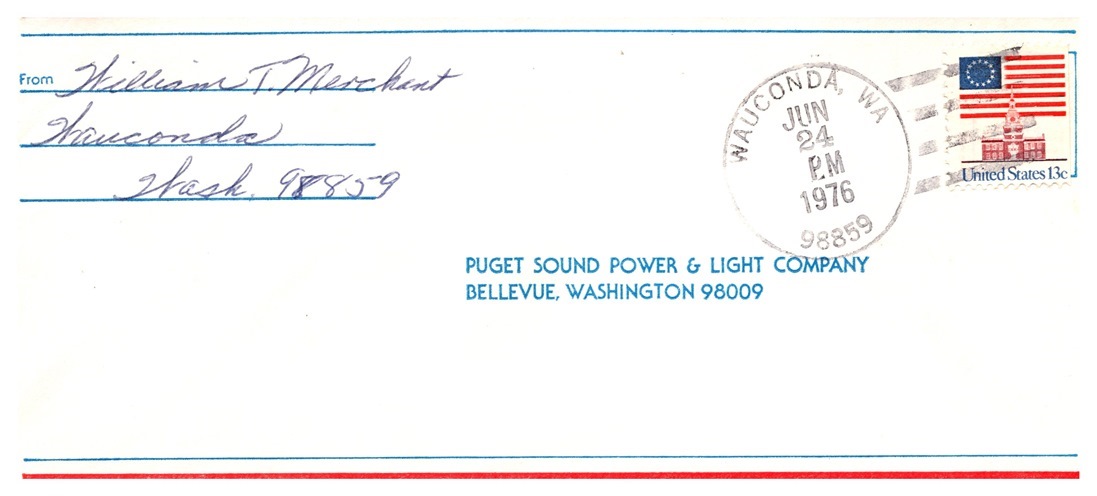 From William T. Merchant
Wauconda
Wash. 98859
WAUCONDA, WA
JUN
24
PM
1976
98859
United States 13c
PUGET SOUND POWER & LIGHT COMPANY
BELLEVUE, WASHINGTON 98009